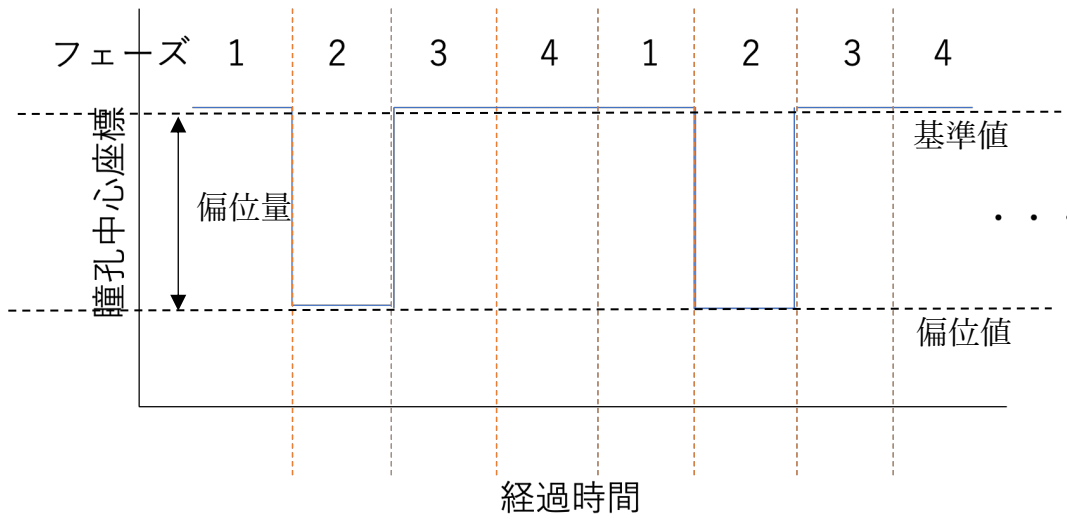 フェーズ 1 2 3 4 1 2 3 4
瞳孔中心座標
基準値
偏位量
・・・
偏位値
経過時間